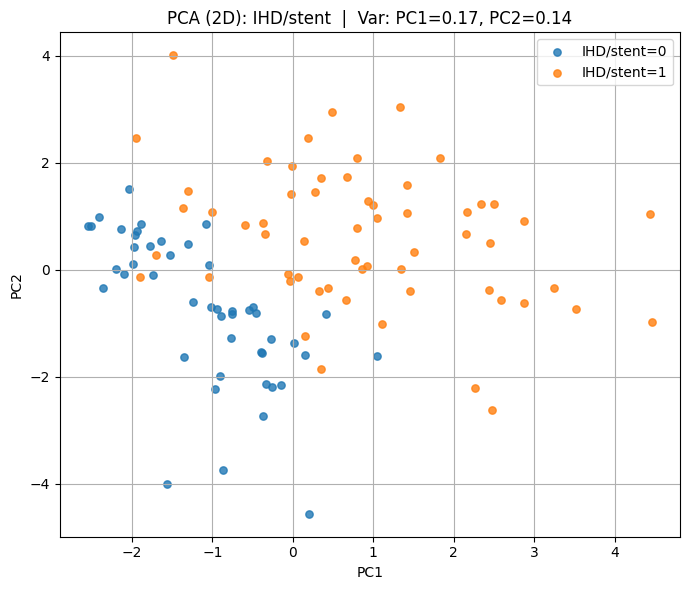 PCA (2D): IHD/stent | Var: PC1=0.17, PC2=0.14
IHD/stent=0
IHD/stent=1
PC2
4
2
0
−2
−4
−2
−1
0
1
2
3
4
PC1